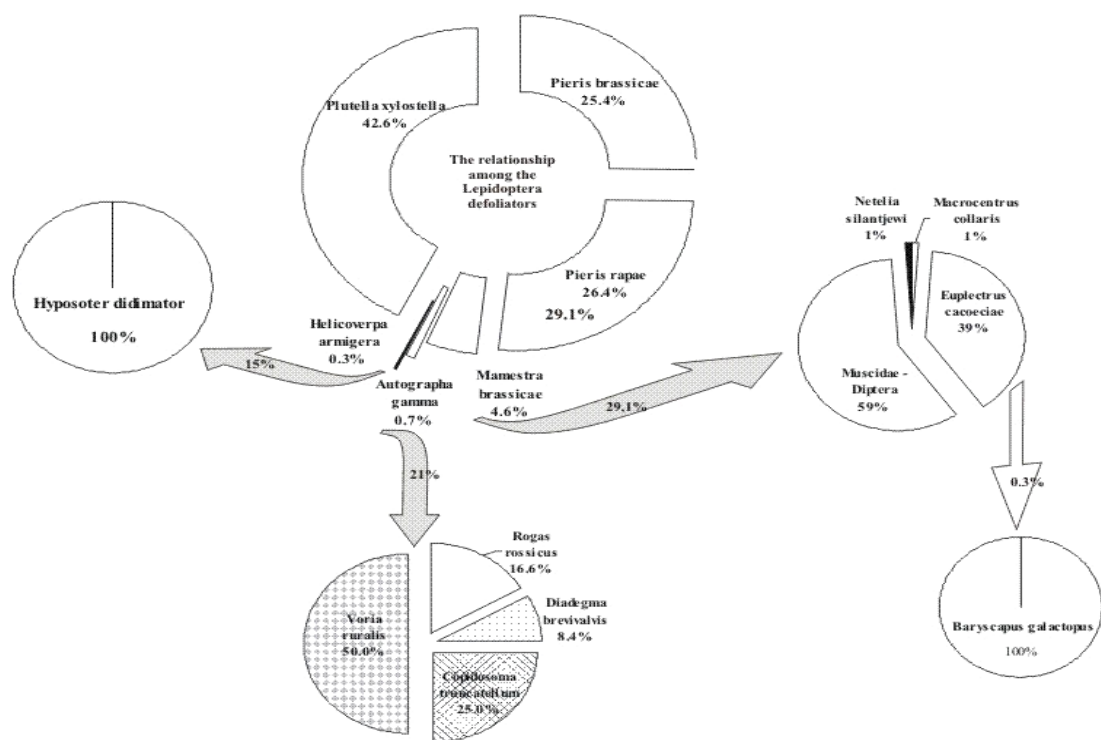 Plutella xylostella
42.6%
Pieris brassicae
25.4%
The relationship
among the
Lepidoptera
defoliators
Pieris rapae
26.4%
29.1%
Mamestra
brassicae
4.6%
Autographa
gamma
0.7%
Helicoverpa
armigera
0.3%
15%
Hyposoter didimator
100%
29.1%
Netelia
silantjewi
1%
Macrocentrus
collaris
1%
Euplectrus
cacoeciae
39%
Muscidae -
Diptera
59%
0.3%
Baryscapus galactopus
100%
21%
Rogas
rossicus
16.6%
Diadegma
brevivalvis
8.4%
Copidosoma
truncatellum
25.0%
Voria
ruralis
50.0%